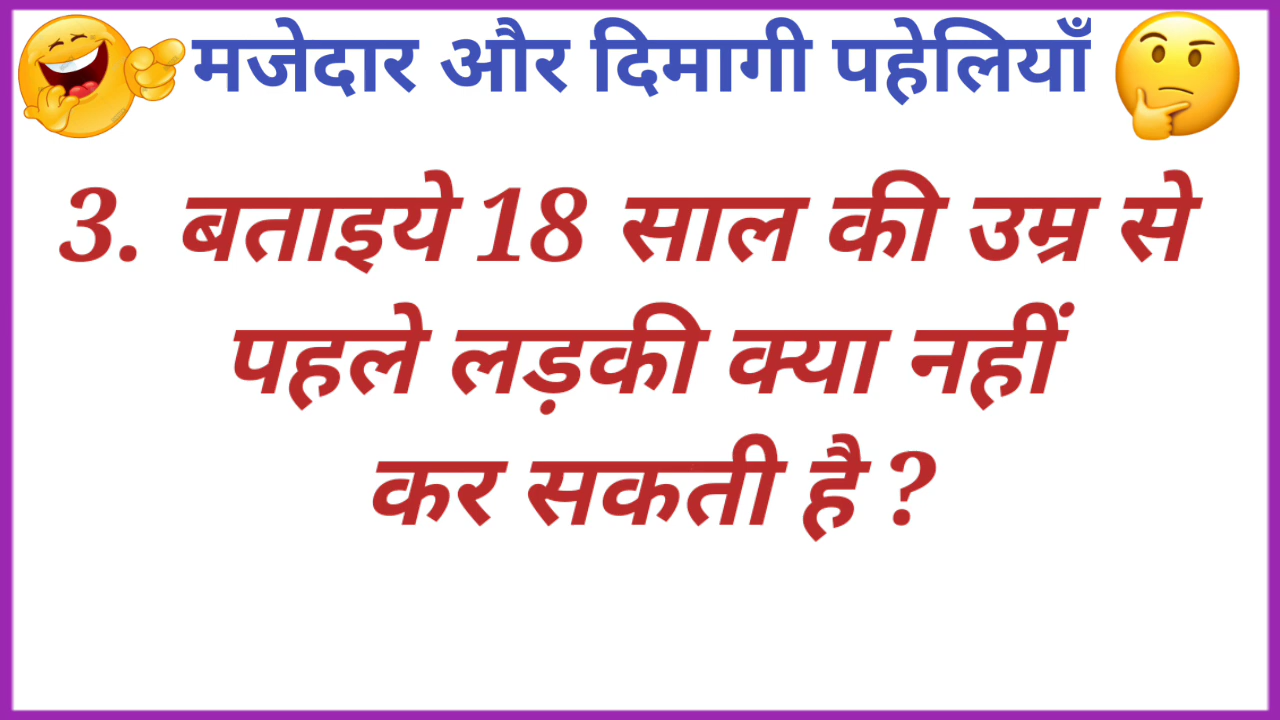 मजेदार और दिमागी पहेलियाँ
3. बताइये 18 साल की उम्र से
पहले लड़की क्या नहीं
कर सकती है ?